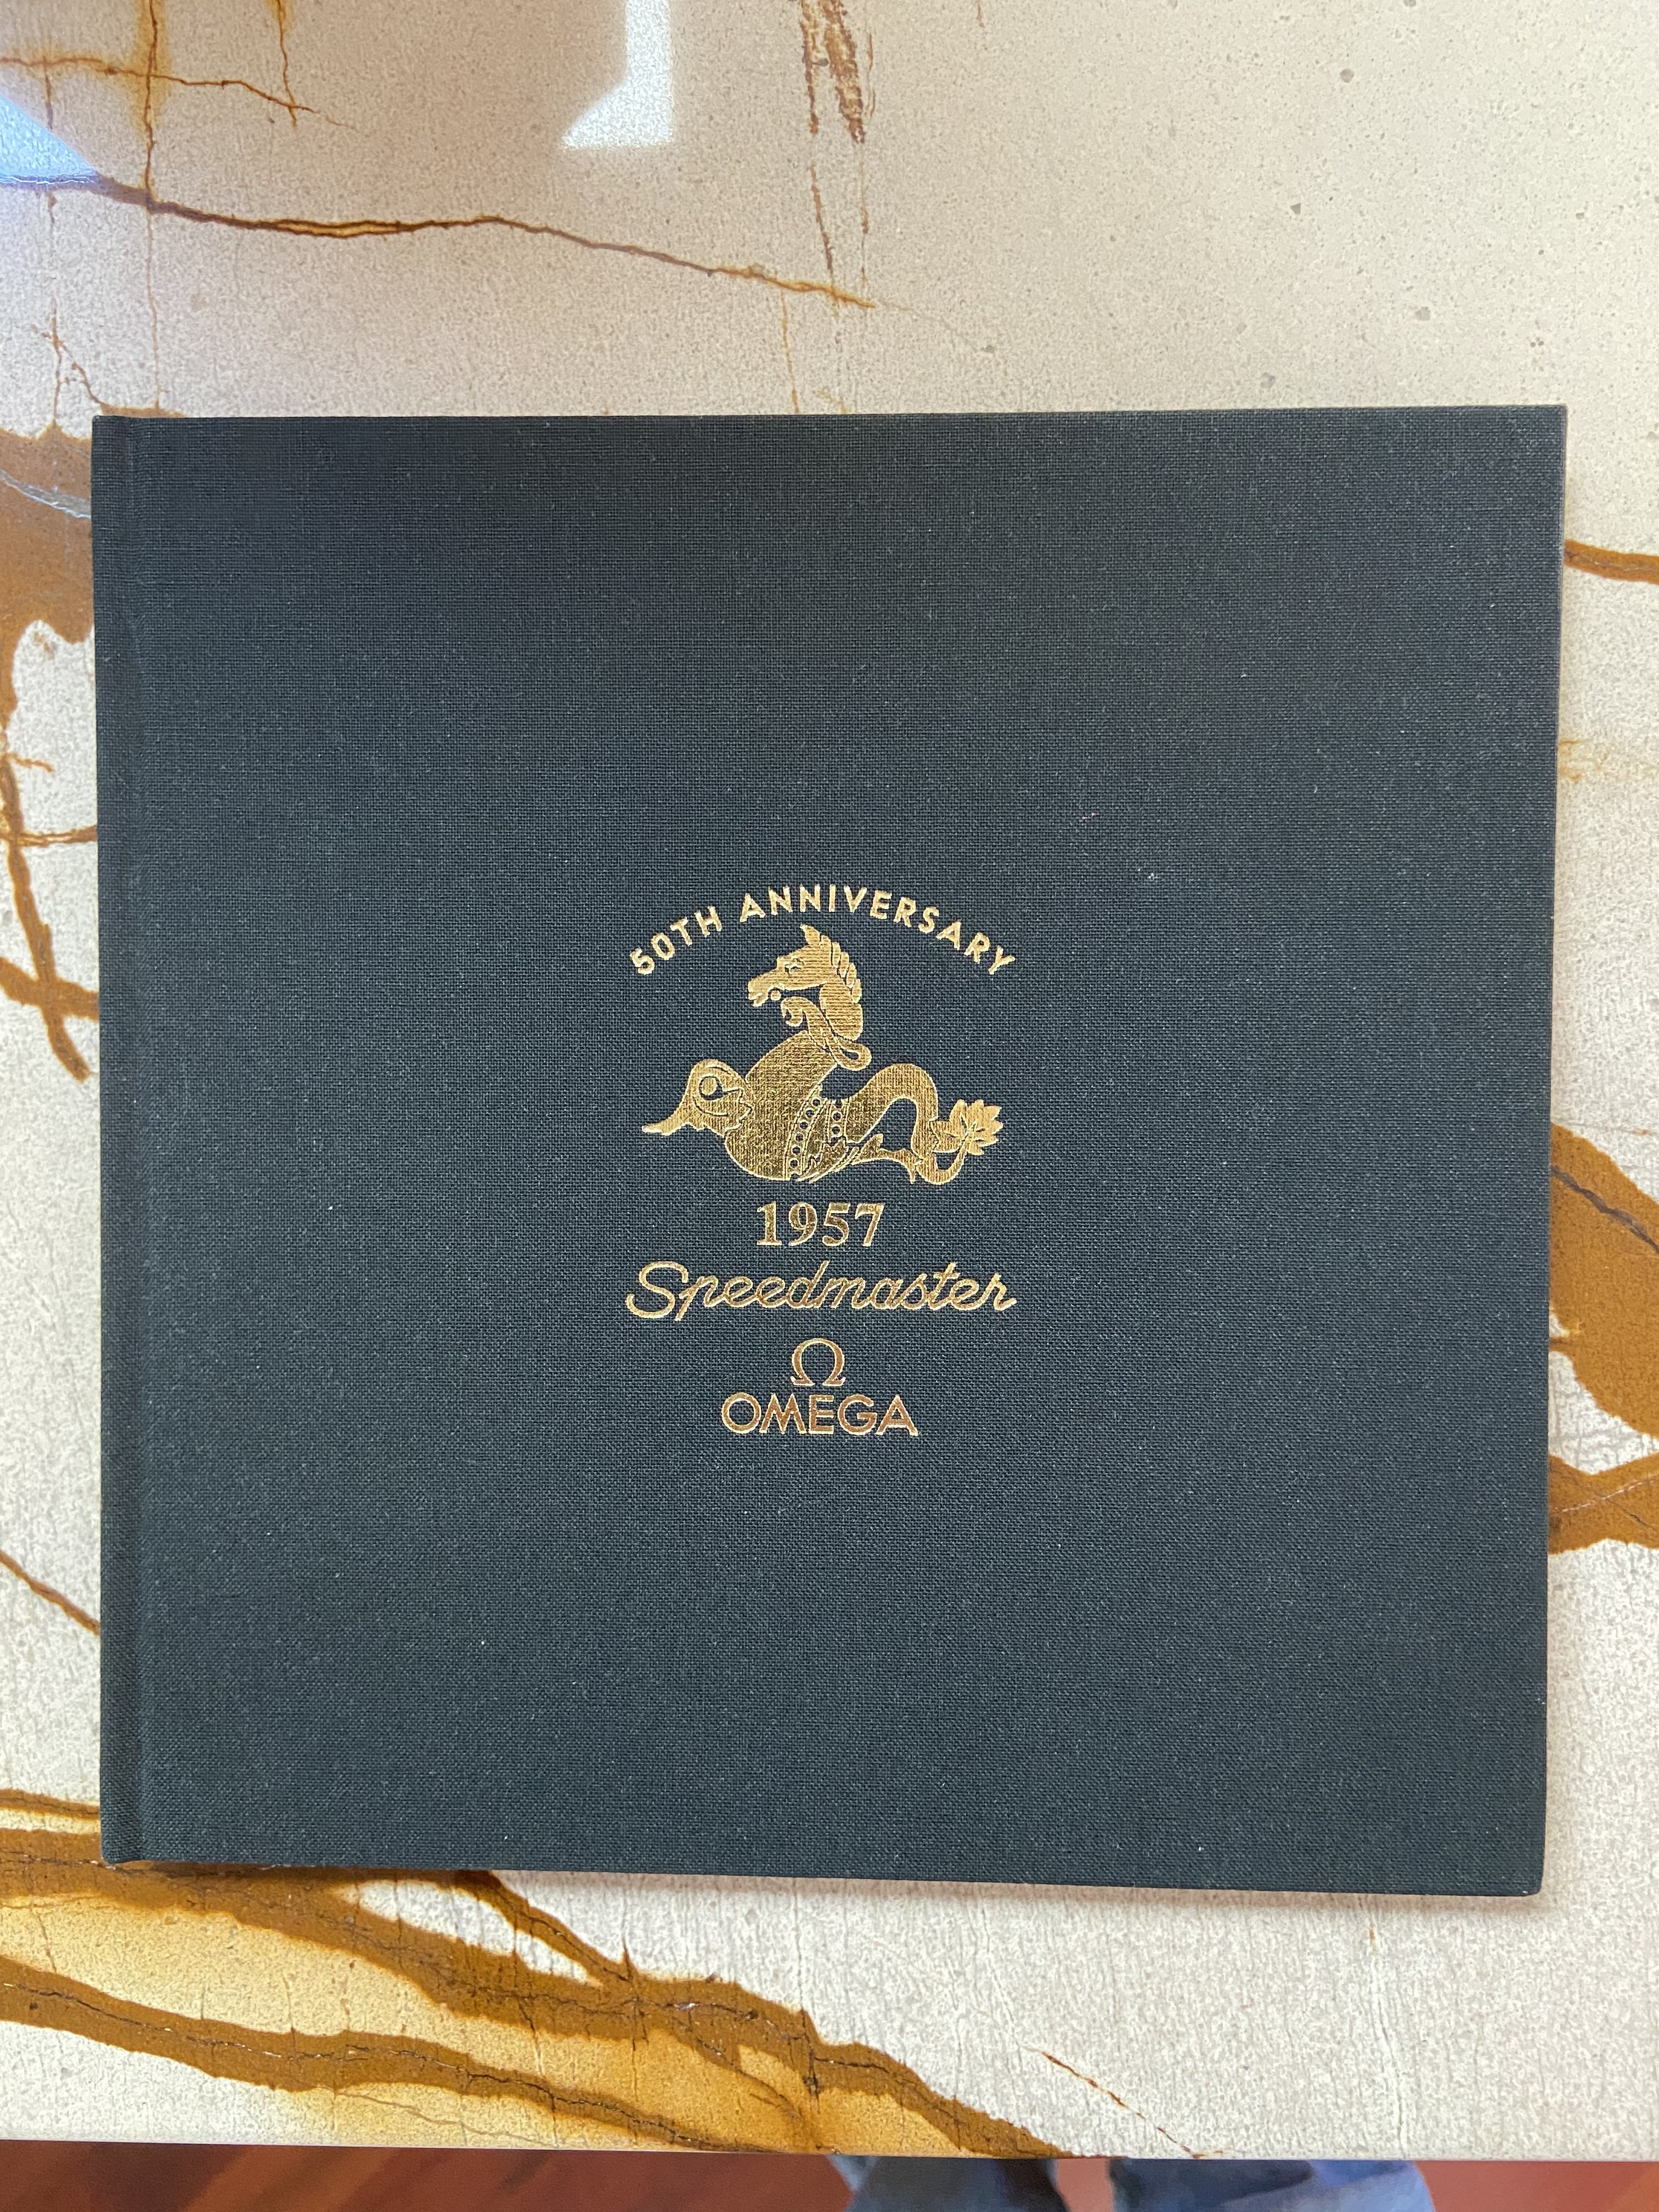 50TH ANNIVERSARY
1957
Speedmaster
Ω
OMEGA